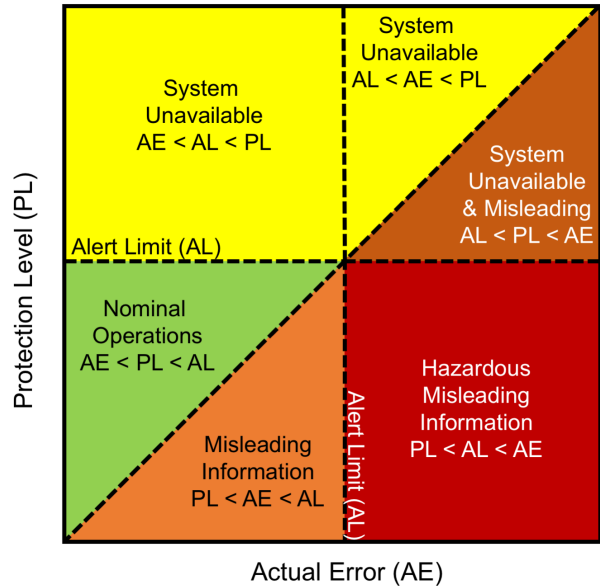 System
Unavailable
AE < AL < PL
System
Unavailable
AL < AE < PL
System
Unavailable
& Misleading
AL < PL < AE
Alert Limit (AL)
Nominal
Operations
AE < PL < AL
Misleading
Information
PL < AE < AL
Alert Limit (AL)
Hazardous
Misleading
Information
PL < AL < AE
Protection Level (PL)
Actual Error (AE)